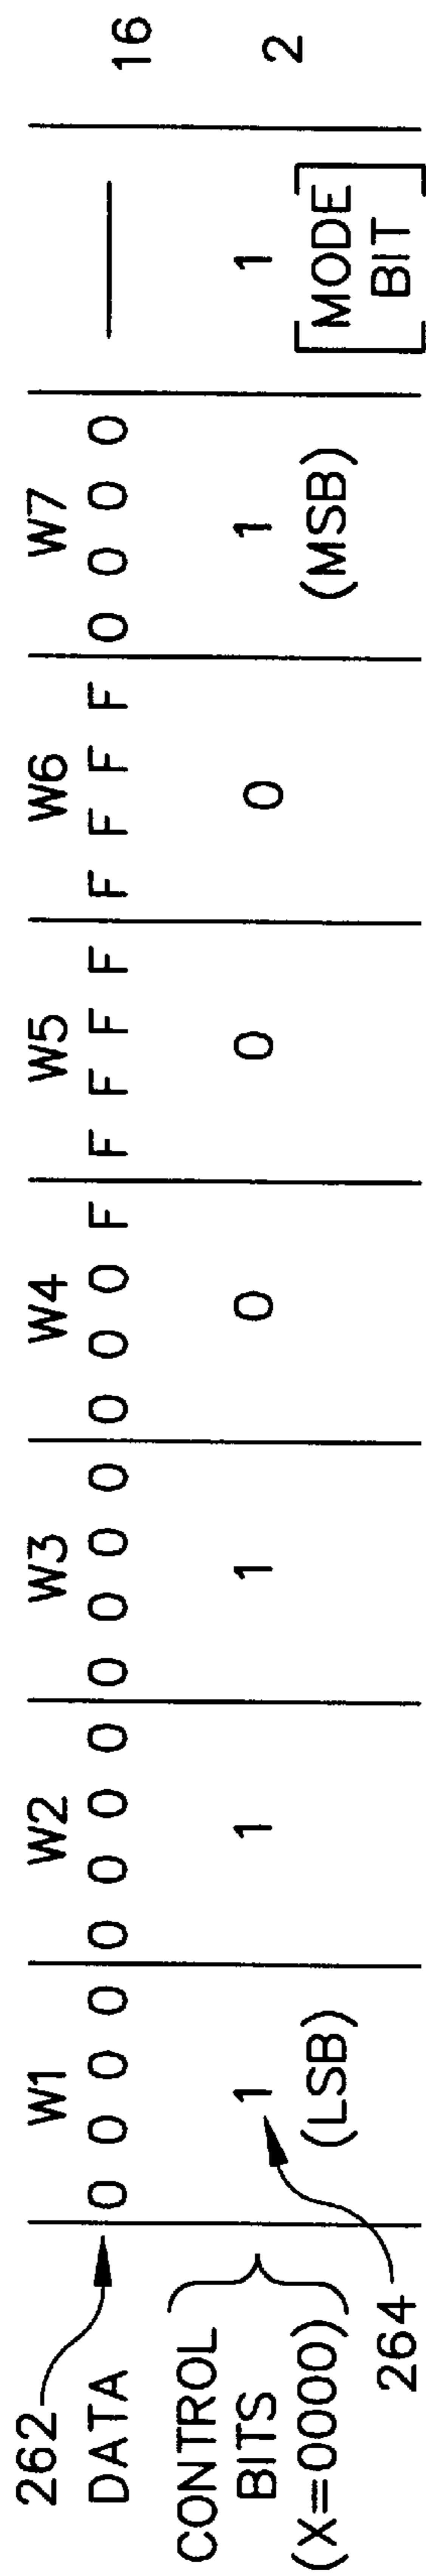 W1 W2 W3 W4 W5 W6 W7
262 DATA 0 0 0 0 0 0 0 0 0 0 0 0 0 0 0 F F F F F F F F F 0 0 0 0 — 16
CONTROL BITS (X=0000) 1 1 1 0 0 0 1 1 2
264 (LSB) (MSB) [MODE BIT]